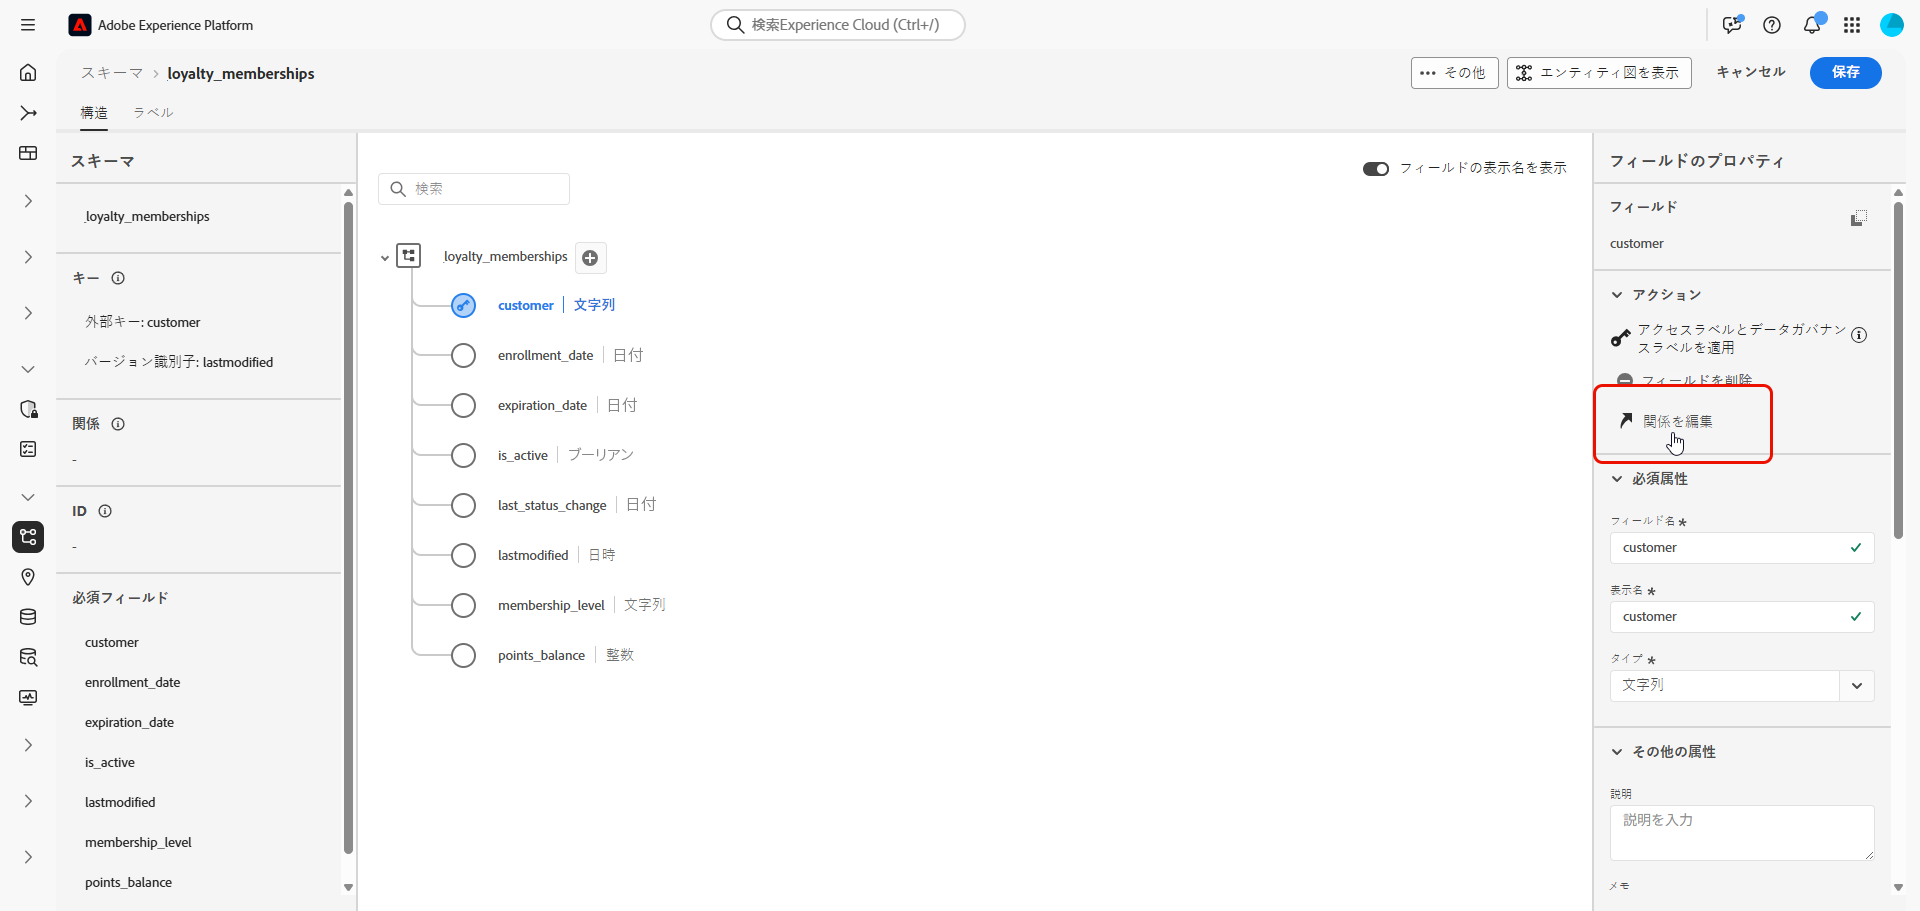 Adobe Experience Platform
検索Experience Cloud (Ctrl+/)
スキーマ > loyalty_memberships
その他
エンティティ図を表示
キャンセル
保存
構造
ラベル
スキーマ
loyalty_memberships
キー
外部キー: customer
バージョン識別子: lastmodified
関係
-
ID
-
必須フィールド
customer
enrollment_date
expiration_date
is_active
lastmodified
membership_level
points_balance
フィールドの表示名を表示
検索
loyalty_memberships
customer | 文字列
enrollment_date | 日付
expiration_date | 日付
is_active | ブーリアン
last_status_change | 日付
lastmodified | 日時
membership_level | 文字列
points_balance | 整数
フィールドのプロパティ
フィールド
customer
アクション
アクセスラベルとデータガバナン
スラベルを適用
フィールドを削除
関係を編集
必須属性
フィールド名 *
customer
表示名 *
customer
タイプ *
文字列
その他の属性
説明
説明を入力
メモ